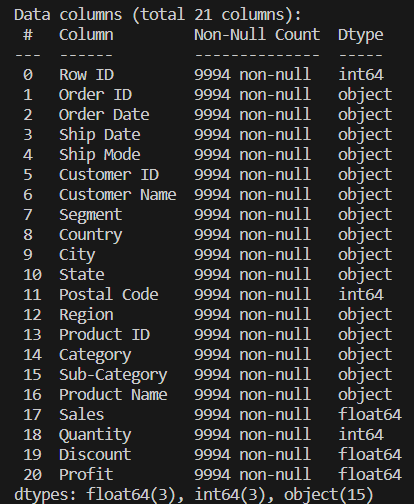 Data columns (total 21 columns):
 #   Column         Non-Null Count  Dtype
---  ------         --------------  -----
 0   Row ID         9994 non-null   int64
 1   Order ID       9994 non-null   object
 2   Order Date     9994 non-null   object
 3   Ship Date      9994 non-null   object
 4   Ship Mode      9994 non-null   object
 5   Customer ID    9994 non-null   object
 6   Customer Name  9994 non-null   object
 7   Segment        9994 non-null   object
 8   Country        9994 non-null   object
 9   City           9994 non-null   object
 10  State          9994 non-null   object
 11  Postal Code    9994 non-null   int64
 12  Region         9994 non-null   object
 13  Product ID     9994 non-null   object
 14  Category       9994 non-null   object
 15  Sub-Category   9994 non-null   object
 16  Product Name   9994 non-null   object
 17  Sales          9994 non-null   float64
 18  Quantity       9994 non-null   int64
 19  Discount       9994 non-null   float64
 20  Profit         9994 non-null   float64
dtypes: float64(3), int64(3), object(15)